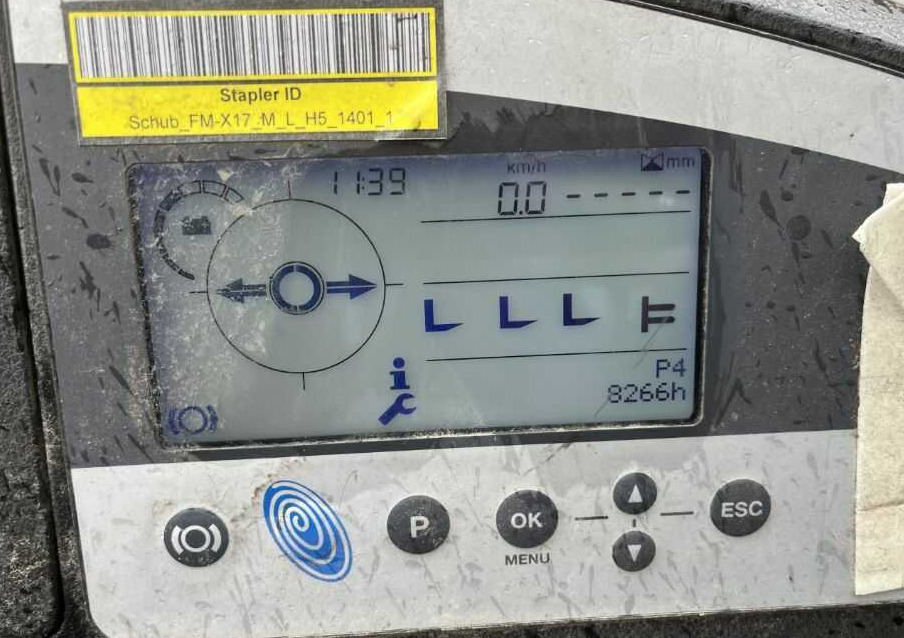 Stapler ID
Schub_FM-X17_M_L_H5_1401_1
11:39
km/h
0.0 ------
mm
P4
8266h
P
OK
MENU
ESC